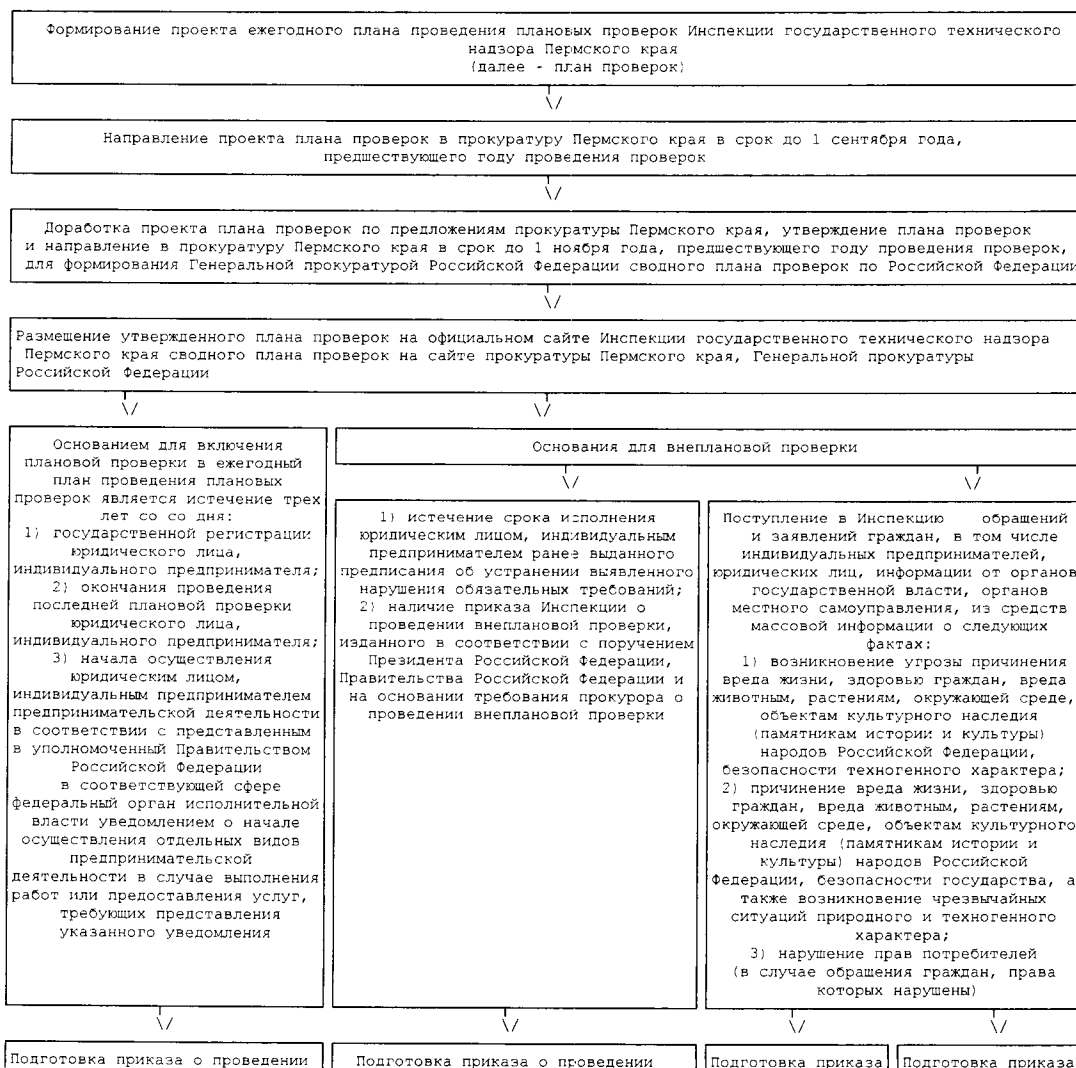 Формирование проекта ежегодного плана проведения плановых проверок Инспекции государственного технического
надзора Пермского края
(далее - план проверок)
\/
Направление проекта плана проверок в прокуратуру Пермского края в срок до 1 сентября года,
предшествующего году проведения проверок
\/
Доработка проекта плана проверок по предложениям прокуратуры Пермского края, утверждение плана проверок
и направление в прокуратуру Пермского края в срок до 1 ноября года, предшествующего году проведения проверок,
для формирования Генеральной прокуратурой Российской Федерации сводного плана проверок по Российской Федерации
\/
Размещение утвержденного плана проверок на официальном сайте Инспекции государственного технического надзора
Пермского края сводного плана проверок на сайте прокуратуры Пермского края, Генеральной прокуратуры
Российской Федерации
\/ \/
Основанием для включения
плановой проверки в ежегодный
план проведения плановых
проверок является истечение трех
лет со со дня:
1) государственной регистрации
юридического лица,
индивидуального предпринимателя;
2) окончания проведения
последней плановой проверки
юридического лица,
индивидуального предпринимателя;
3) начала осуществления
юридическим лицом,
индивидуальным предпринимателем
предпринимательской деятельности
в соответствии с представленным
в уполномоченный Правительством
Российской Федерации
в соответствующей сфере
федеральный орган исполнительной
власти уведомлением о начале
осуществления отдельных видов
предпринимательской
деятельности в случае выполнения
работ или предоставления услуг,
требующих представления
указанного уведомления
Основания для внеплановой проверки
\/ \/
1) истечение срока исполнения
юридическим лицом, индивидуальным
предпринимателем ранее выданного
предписания об устранении выявленного
нарушения обязательных требований;
2) наличие приказа Инспекции о
проведении внеплановой проверки,
изданного в соответствии с поручением
Президента Российской Федерации,
Правительства Российской Федерации и
на основании требования прокурора о
проведении внеплановой проверки
Поступление в Инспекцию обращений
и заявлений граждан, в том числе
индивидуальных предпринимателей,
юридических лиц, информации от органов
государственной власти, органов
местного самоуправления, из средств
массовой информации о следующих
фактах:
1) возникновение угрозы причинения
вреда жизни, здоровью граждан, вреда
животным, растениям, окружающей среде,
объектам культурного наследия
(памятникам истории и культуры)
народов Российской Федерации,
безопасности техногенного характера;
2) причинение вреда жизни, здоровью
граждан, вреда животным, растениям,
окружающей среде, объектам культурного
наследия (памятникам истории и
культуры) народов Российской
Федерации, безопасности государства, а
также возникновение чрезвычайных
ситуаций природного и техногенного
характера;
3) нарушение прав потребителей
(в случае обращения граждан, права
которых нарушены)
\/ \/ \/ \/
Подготовка приказа о проведении
Подготовка приказа о проведении
Подготовка приказа
Подготовка приказа